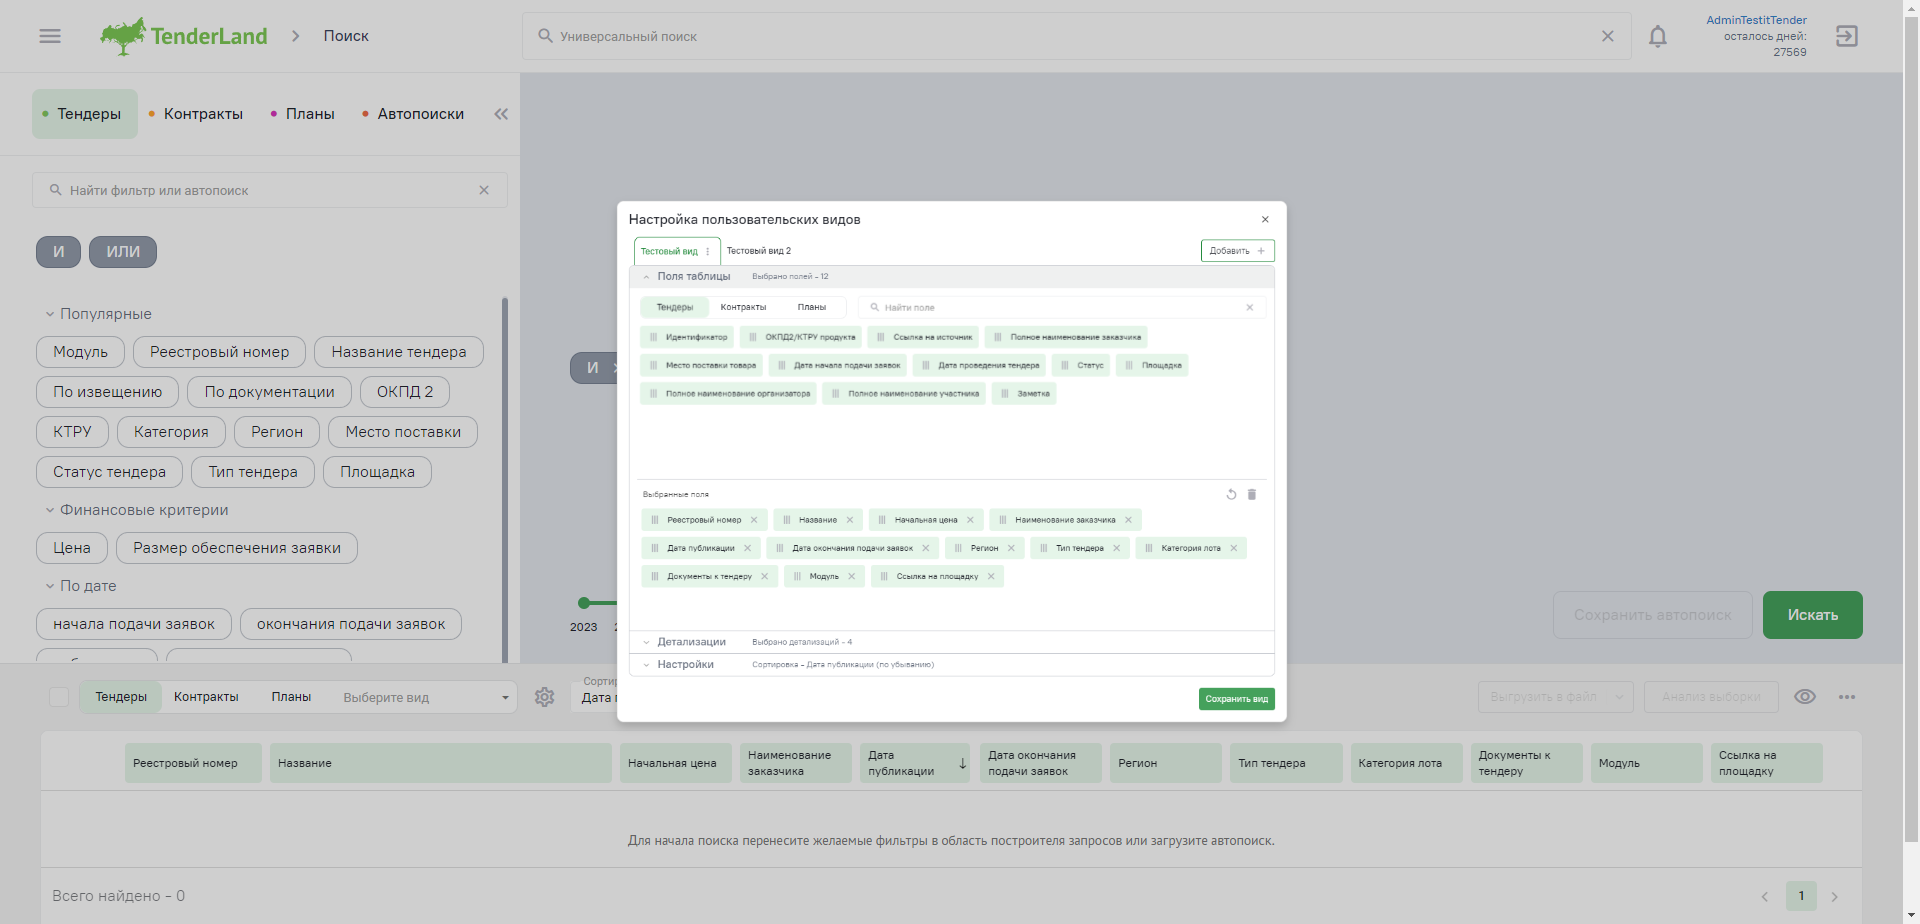 TenderLand
Поиск
Универсальный поиск
AdminTestitTender
осталось дней:
27569
Тендеры
Контракты
Планы
Автопоиски
Найти фильтр или автопоиск
И
ИЛИ
Популярные
Модуль
Реестровый номер
Название тендера
По извещению
По документации
ОКПД 2
КТРУ
Категория
Регион
Место поставки
Статус тендера
Тип тендера
Площадка
Финансовые критерии
Цена
Размер обеспечения заявки
По дате
начала подачи заявок
окончания подачи заявок
И
2023
Сохранить автопоиск
Искать
Настройка пользовательских видов
Тестовый вид
Тестовый вид 2
Добавить
Поля таблицы
Выбрано полей - 12
Тендеры
Контракты
Планы
Найти поле
Идентификатор
ОКПД2/КТРУ продукта
Ссылка на источник
Полное наименование заказчика
Место поставки товара
Дата начала подачи заявок
Дата проведения тендера
Статус
Площадка
Полное наименование организатора
Полное наименование участника
Заметка
Выбранные поля
Реестровый номер
Название
Начальная цена
Наименование заказчика
Дата публикации
Дата окончания подачи заявок
Регион
Тип тендера
Категория лота
Документы к тендеру
Модуль
Ссылка на площадку
Детализации
Выбрано детализаций - 4
Настройки
Сортировка - Дата публикации (по убыванию)
Сохранить вид
Тендеры
Контракты
Планы
Выберите вид
Выгрузить в файл
Анализ выборки
Реестровый номер
Название
Начальная цена
Наименование
заказчика
Дата
публикации
Дата окончания
подачи заявок
Регион
Тип тендера
Категория лота
Документы к
тендеру
Модуль
Ссылка на
площадку
Для начала поиска перенесите желаемые фильтры в область построителя запросов или загрузите автопоиск.
Всего найдено - 0
1